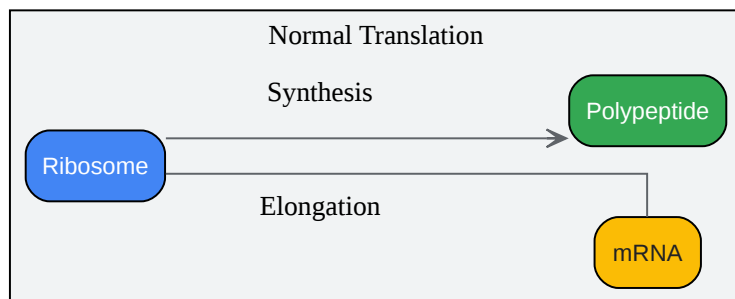 Normal Translation
Synthesis
Polypeptide
Ribosome
Elongation
mRNA